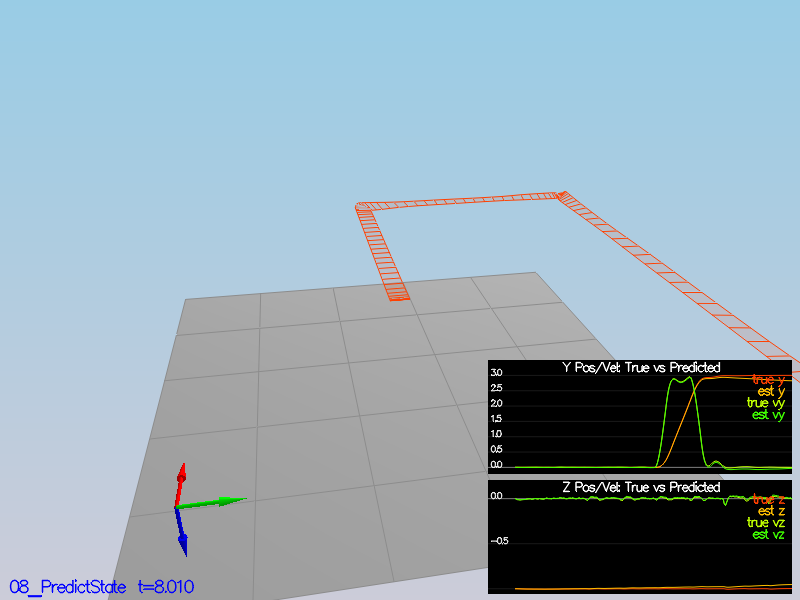 Y Pos/Vel: True vs Predicted
3.0
2.5
2.0
1.5
1.0
0.5
0.0
true y
est y
true vy
est vy
Z Pos/Vel: True vs Predicted
0.0
-0.5
true z
est z
true vz
est vz
08_PredictState t=8.010